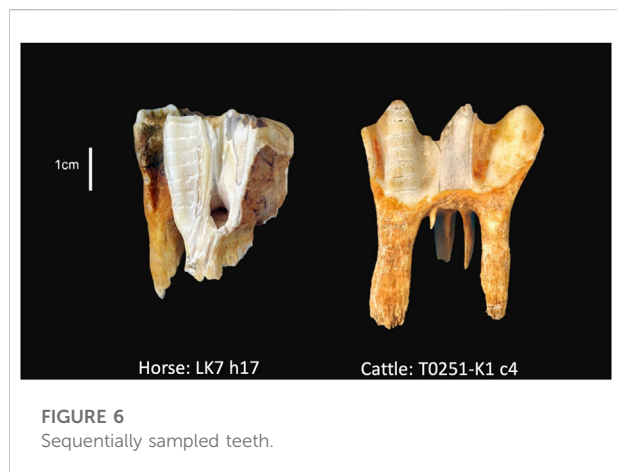 1cm
Horse: LK7 h17
Cattle: T0251-K1 c4
FIGURE 6
Sequentially sampled teeth.